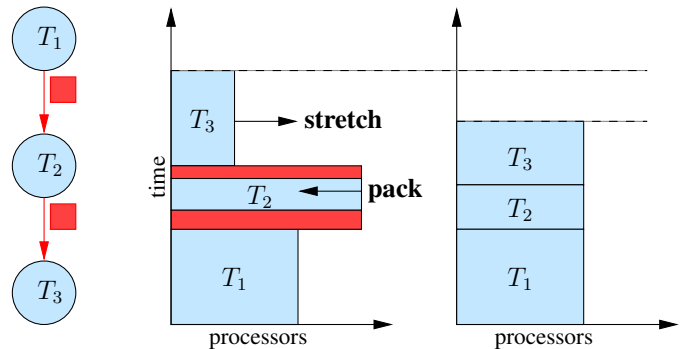 T1
T2
T3
time
T3
stretch
T2
pack
T1
processors
T3
T2
T1
processors